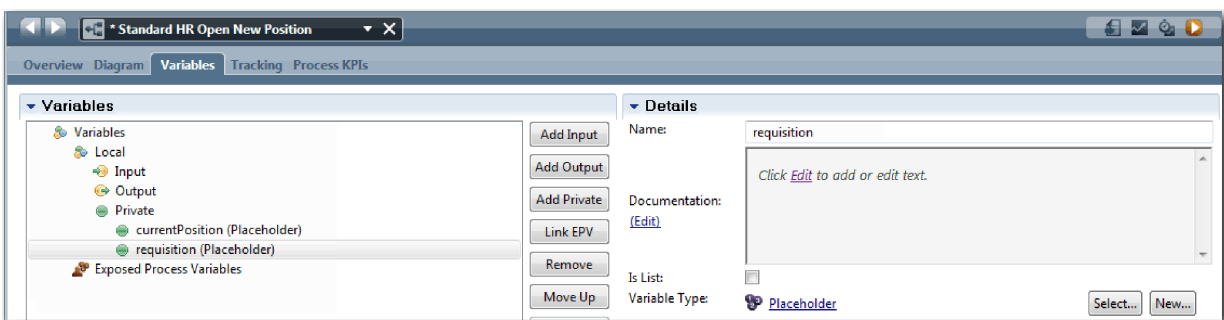 * Standard HR Open New Position
Overview Diagram Variables Tracking Process KPIs
Variables
Variables
Local
Input
Output
Private
currentPosition (Placeholder)
requisition (Placeholder)
Exposed Process Variables
Add Input
Add Output
Add Private
Link EPV
Remove
Move Up
Details
Name: requisition
Documentation:
(Edit)
Click Edit to add or edit text.
Is List:
Variable Type: Placeholder Select... New...